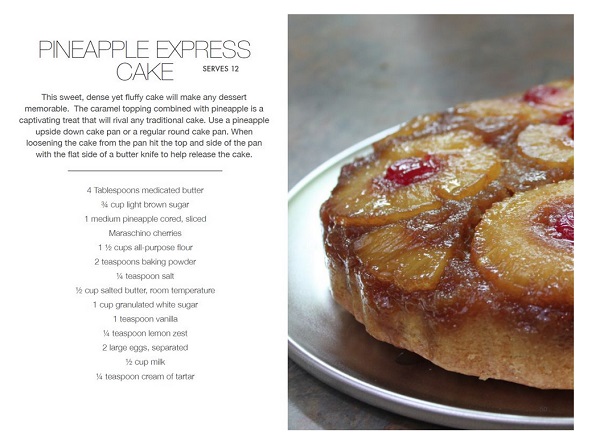 PINEAPPLE EXPRESS
CAKE SERVES 12
This sweet, dense yet fluffy cake will make any dessert
memorable. The caramel topping combined with pineapple is a
captivating treat that will rival any traditional cake. Use a pineapple
upside down cake pan or a regular round cake pan. When
loosening the cake from the pan hit the top and side of the pan
with the flat side of a butter knife to help release the cake.
4 Tablespoons medicated butter
¾ cup light brown sugar
1 medium pineapple cored, sliced
Maraschino cherries
1 ½ cups all-purpose flour
2 teaspoons baking powder
¼ teaspoon salt
½ cup salted butter, room temperature
1 cup granulated white sugar
1 teaspoon vanilla
¼ teaspoon lemon zest
2 large eggs, separated
½ cup milk
¼ teaspoon cream of tartar